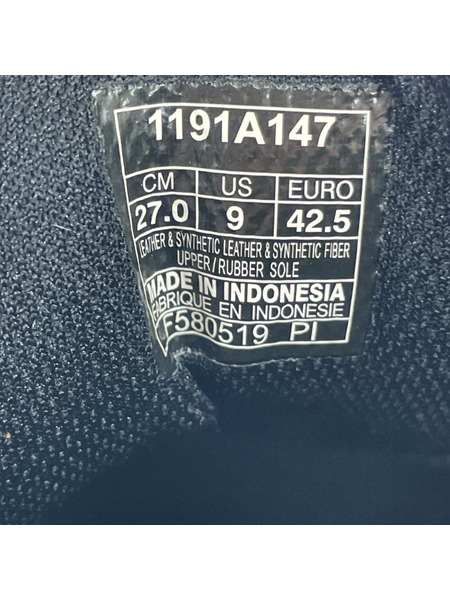 1191A147
CM US EURO
27.0 9 42.5
LEATHER & SYNTHETIC LEATHER & SYNTHETIC FIBER
UPPER/RUBBER SOLE
MADE IN INDONESIA
FABRIQUE EN INDONESIE
F580519 PI